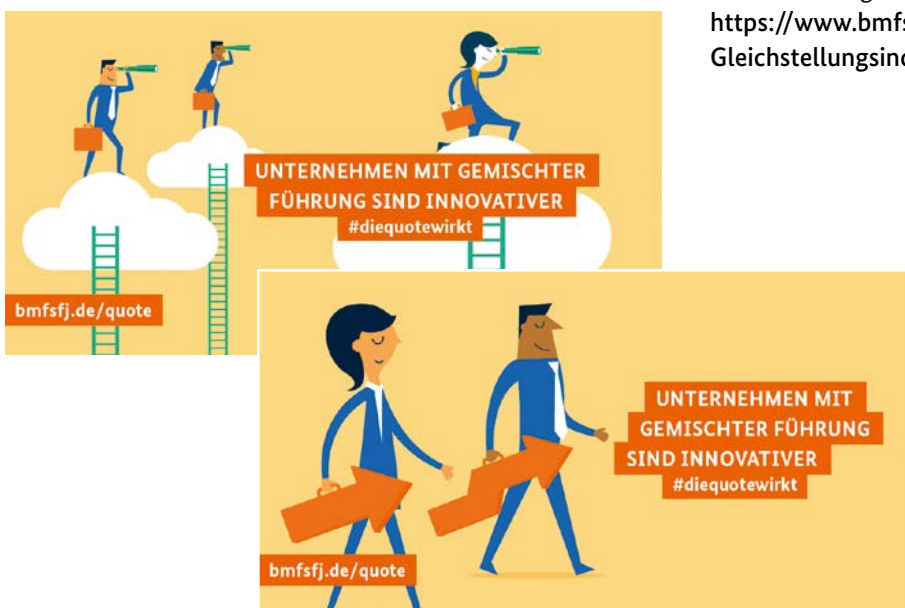 https://www.bmfs
Gleichstellungsind
UNTERNEHMEN MIT GEMISCHTER
FÜHRUNG SIND INNOVATIVER
#diequotewirkt
bmfsfj.de/quote
UNTERNEHMEN MIT
GEMISCHTER FÜHRUNG
SIND INNOVATIVER
#diequotewirkt
bmfsfj.de/quote